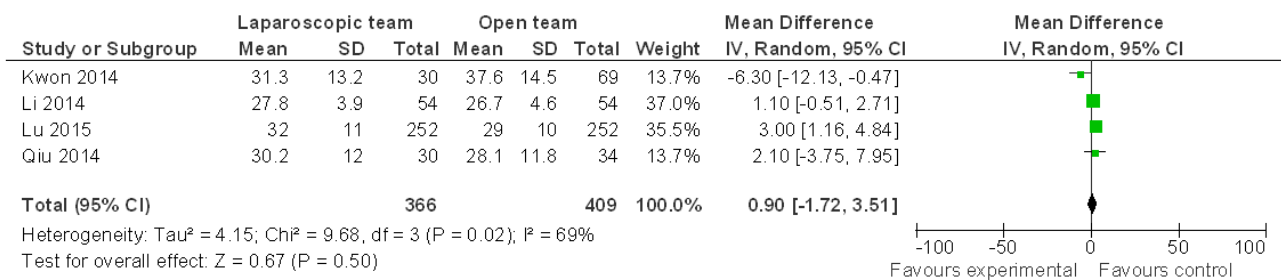 Laparoscopic team Open team Mean Difference Mean Difference
Study or Subgroup Mean SD Total Mean SD Total Weight IV, Random, 95% CI IV, Random, 95% CI
Kwon 2014 31.3 13.2 30 37.6 14.5 69 13.7% -6.30 [-12.13, -0.47]
Li 2014 27.8 3.9 54 26.7 4.6 54 37.0% 1.10 [-0.51, 2.71]
Lu 2015 32 11 252 29 10 252 35.5% 3.00 [1.16, 4.84]
Qiu 2014 30.2 12 30 28.1 11.8 34 13.7% 2.10 [-3.75, 7.95]
Total (95% CI) 366 409 100.0% 0.90 [-1.72, 3.51]
Heterogeneity: Tau² = 4.15; Chi² = 9.68, df = 3 (P = 0.02); I² = 69%
Test for overall effect: Z = 0.67 (P = 0.50)
-100 -50 0 50 100
Favours experimental Favours control